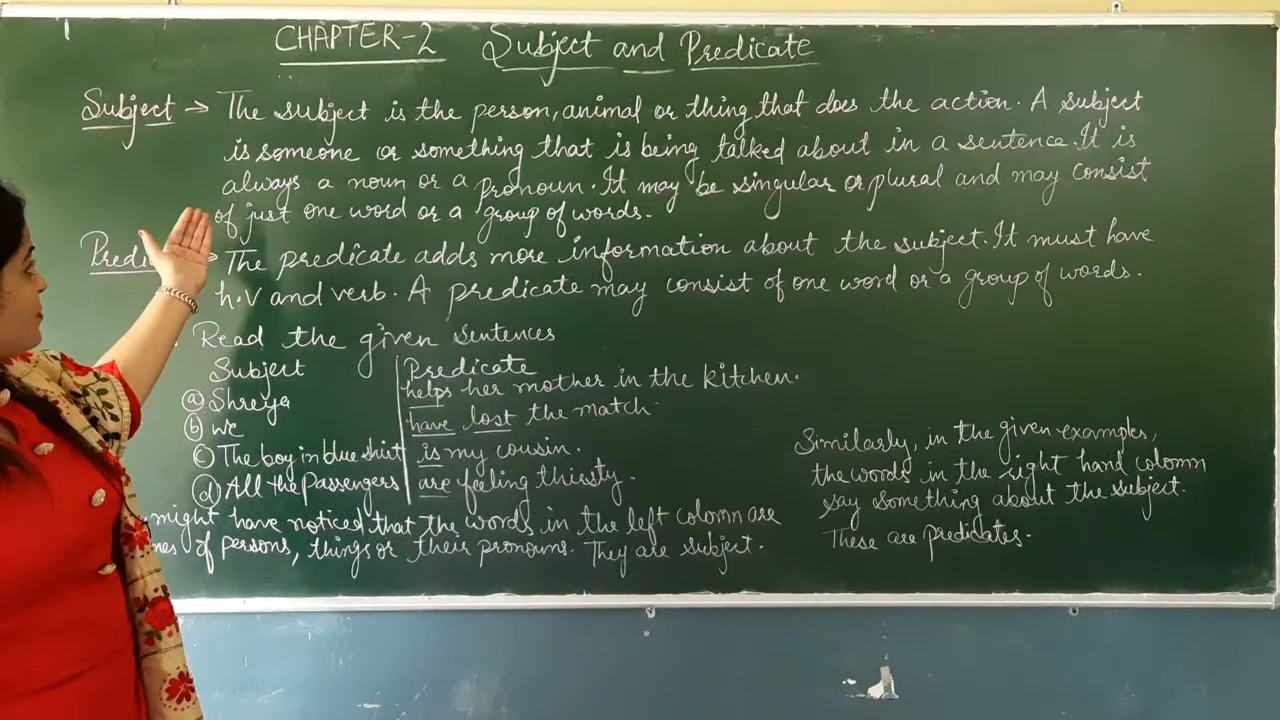 CHAPTER-2 Subject and Predicate
Subject → The subject is the person, animal or thing that does the action. A subject
is someone or something that is being talked about in a sentence. It is
always a noun or a pronoun. It may be singular or plural and may consist
of just one word or a group of words.
Predi → The predicate adds more information about the subject. It must have
h.v and verb. A predicate may consist of one word or a group of words.
Read the given sentences
Subject | Predicate
(a) Shreya | helps her mother in the kitchen.
(b) we | have lost the match.
(c) The boy in blue shirt | is my cousin.
(d) All the Passengers | are feeling thirsty.
might have noticed that the words in the left column are
mes of persons, things or their pronouns. They are subject.
Similarly, in the given examples,
the words in the right hand colomn
say something about the subject.
These are predicates.